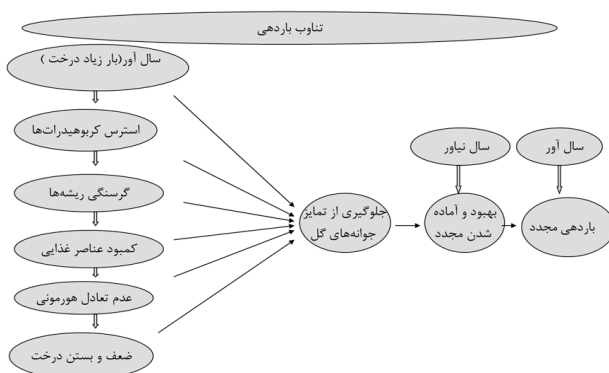 تناوب باردهی
سال آور(بار زیاد درخت )
استرس کربوهیدرات‌ها
گرسنگی ریشه‌ها
کمبود عناصر غذایی
عدم تعادل هورمونی
ضعف و بستن درخت
جلوگیری از تمایز
جوانه‌های گل
سال نیاور
بهبود و آماده
شدن مجدد
سال آور
باردهی مجدد